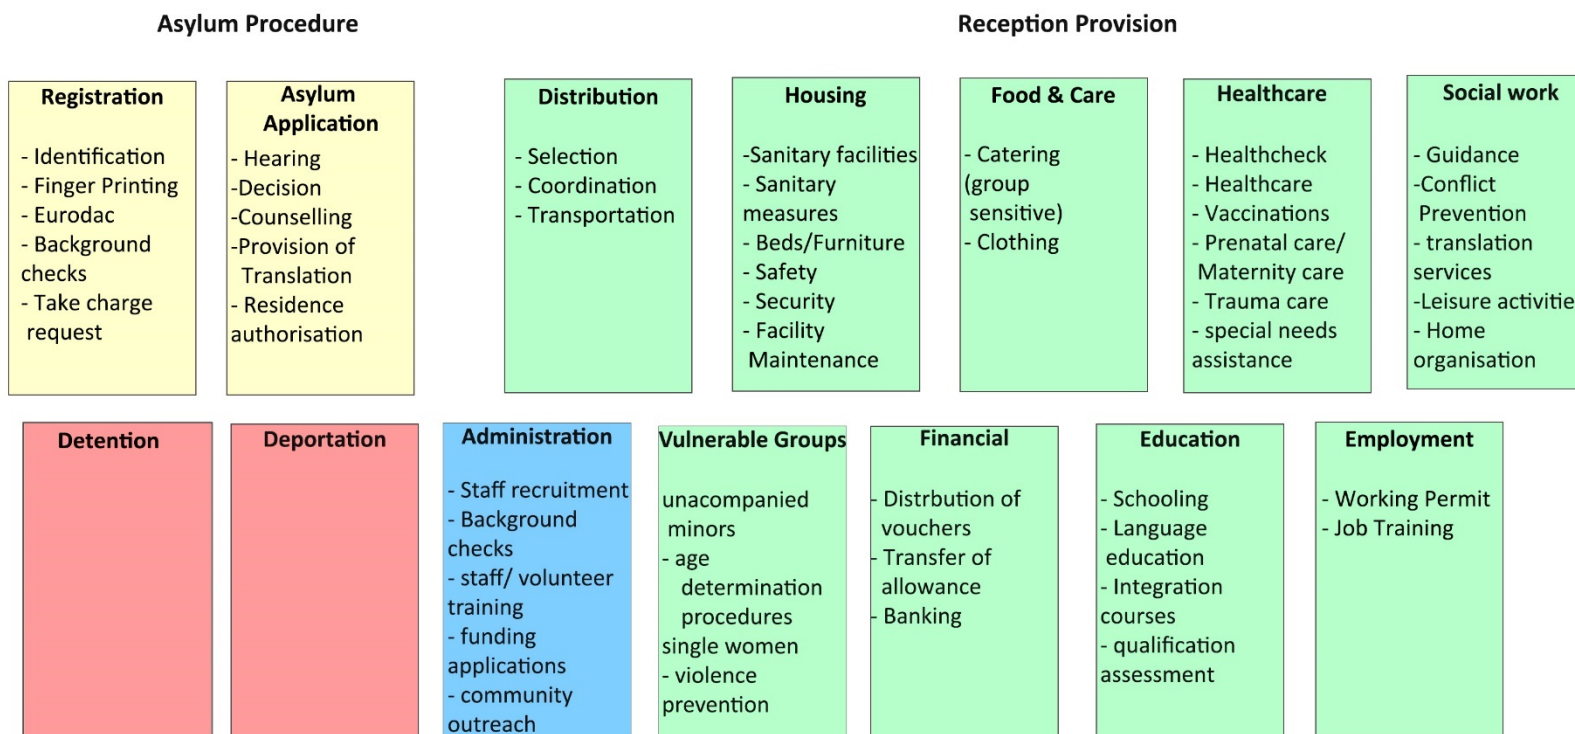 Asylum Procedure
Reception Provision
Registration
- Identification
- Finger Printing
- Eurodac
- Background
checks
- Take charge
request
Asylum
Application
- Hearing
-Decision
-Counselling
-Provision of
Translation
- Residence
authorisation
Distribution
- Selection
- Coordination
- Transportation
Housing
-Sanitary facilities
- Sanitary
measures
- Beds/Furniture
- Safety
- Security
- Facility
Maintenance
Food & Care
- Catering
(group
sensitive)
- Clothing
Healthcare
- Healthcheck
- Healthcare
- Vaccinations
- Prenatal care/
Maternity care
- Trauma care
- special needs
assistance
Social work
- Guidance
-Conflict
Prevention
- translation
services
-Leisure activitie
- Home
organisation
Detention
Deportation
Administration
- Staff recruitment
- Background
checks
- staff/ volunteer
training
- funding
applications
- community
outreach
Vulnerable Groups
unacompanied
minors
- age
determination
procedures
single women
- violence
prevention
Financial
- Distrbution of
vouchers
- Transfer of
allowance
- Banking
Education
- Schooling
- Language
education
- Integration
courses
- qualification
assessment
Employment
- Working Permit
- Job Training